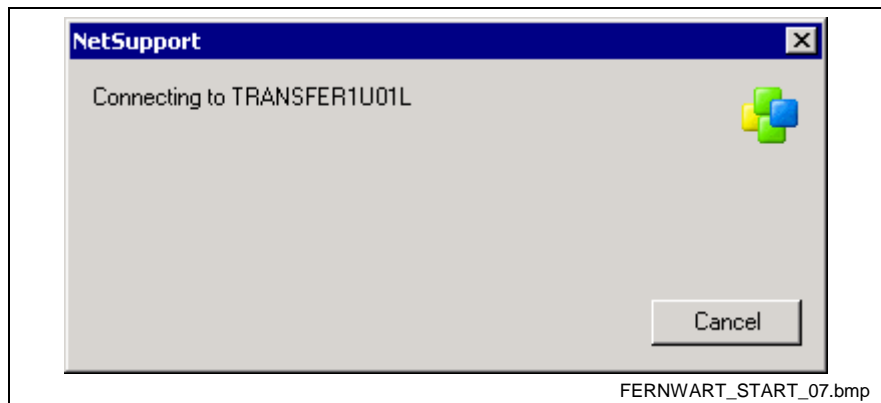 NetSupport
Connecting to TRANSFER1U01L
Cancel
FERNWART_START_07.bmp